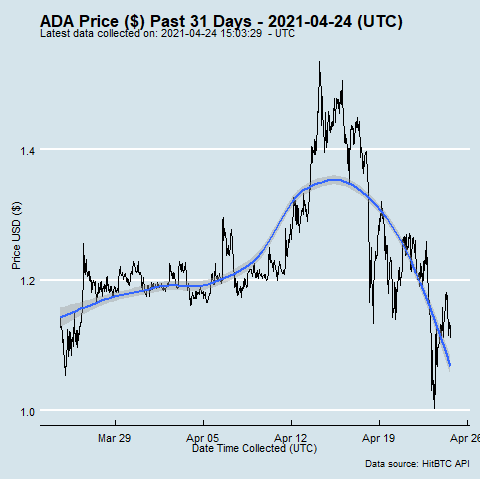 ADA Price ($) Past 31 Days - 2021-04-24 (UTC)
Latest data collected on: 2021-04-24 15:03:29 - UTC
1.4
1.2
1.0
Price USD ($)
Mar 29 Apr 05 Apr 12 Apr 19 Apr 26
Date Time Collected (UTC)
Data source: HitBTC API